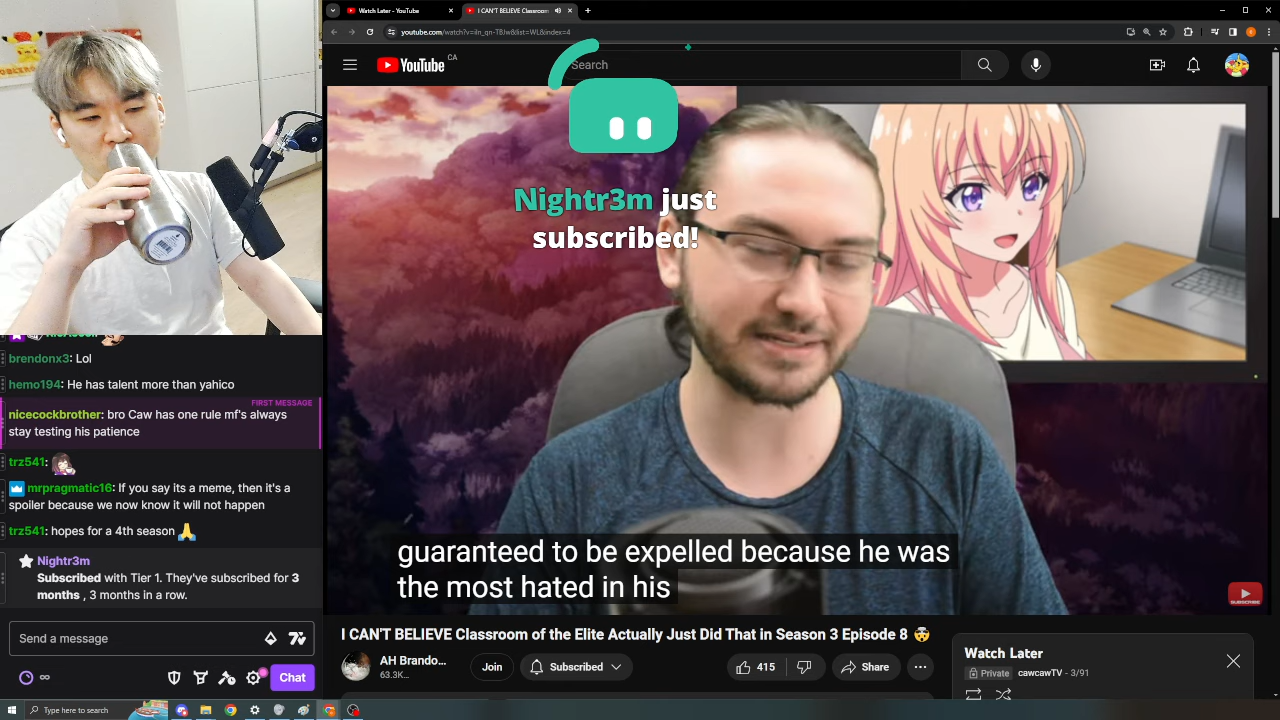 Watch Later - YouTube
I CAN'T BELIEVE Classroom
youtube.com/watch?v=iln_qn-T8Jw&list=WL&index=4
YouTube CA
Search
Nightr3m just
subscribed!
guaranteed to be expelled because he was
the most hated in his
SUBSCRIBE
I CAN'T BELIEVE Classroom of the Elite Actually Just Did That in Season 3 Episode 8 🤯
AH Brando...
63.3K...
Join
Subscribed
415
Share
Watch Later
Private cawcawTV - 3/91
brendonx3: Lol
hemo194: He has talent more than yahico
FIRST MESSAGE
nicecockbrother: bro Caw has one rule mf's always
stay testing his patience
trz541:
mrpragmatic16: If you say its a meme, then it's a
spoiler because we now know it will not happen
trz541: hopes for a 4th season 🙏
Nightr3m
Subscribed with Tier 1. They've subscribed for 3
months , 3 months in a row.
Send a message
Chat
Type here to search